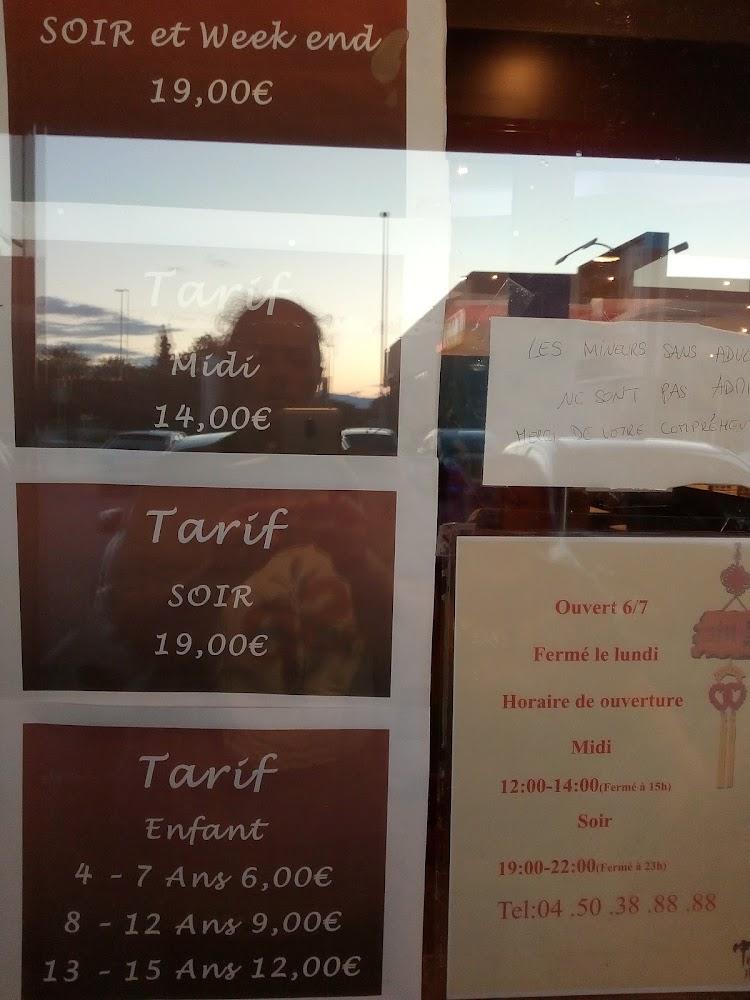 SOIR et Week end
19,00€
Tarif
Midi
14,00€
Tarif
SOIR
19,00€
Tarif
Enfant
4 - 7 Ans 6,00€
8 - 12 Ans 9,00€
13 - 15 Ans 12,00€
LES MINEURS SANS
NE SONT PAS
MERCI DE VOTRE
Ouvert 6/7
Fermé le lundi
Horaire de ouverture
Midi
12:00-14:00(Fermé à 15h)
Soir
19:00-22:00(Fermé à 23h)
Tel:04 .50 .38 .88 .88